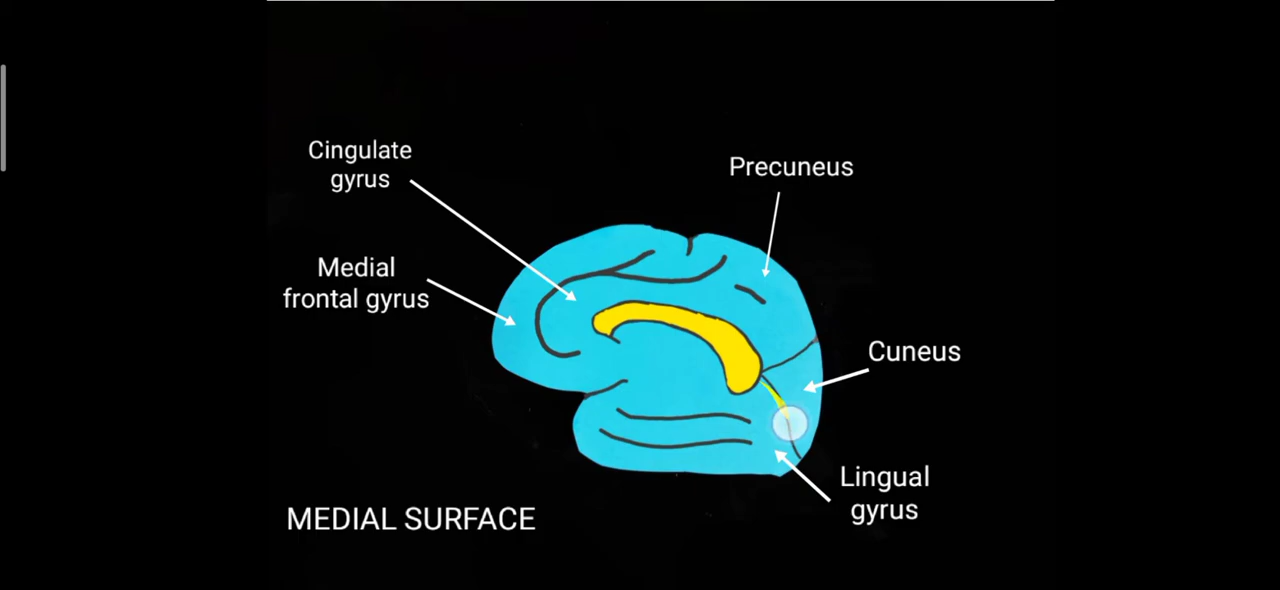 Cingulate
gyrus
Precuneus
Medial
frontal gyrus
Cuneus
Lingual
gyrus
MEDIAL SURFACE